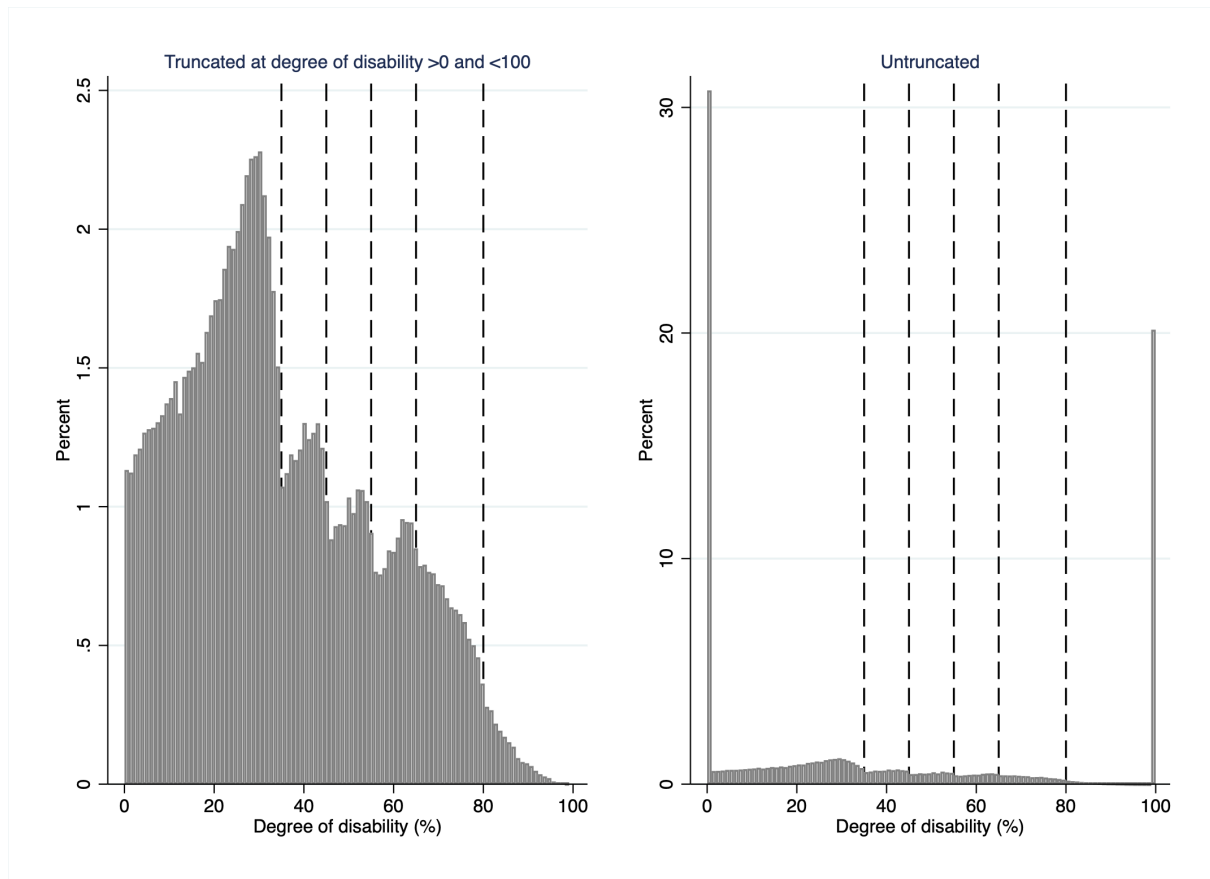 Truncated at degree of disability >0 and <100
Percent
2.5
2
1.5
1
.5
0
0 20 40 60 80 100
Degree of disability (%)
Untruncated
Percent
30
20
10
0
0 20 40 60 80 100
Degree of disability (%)